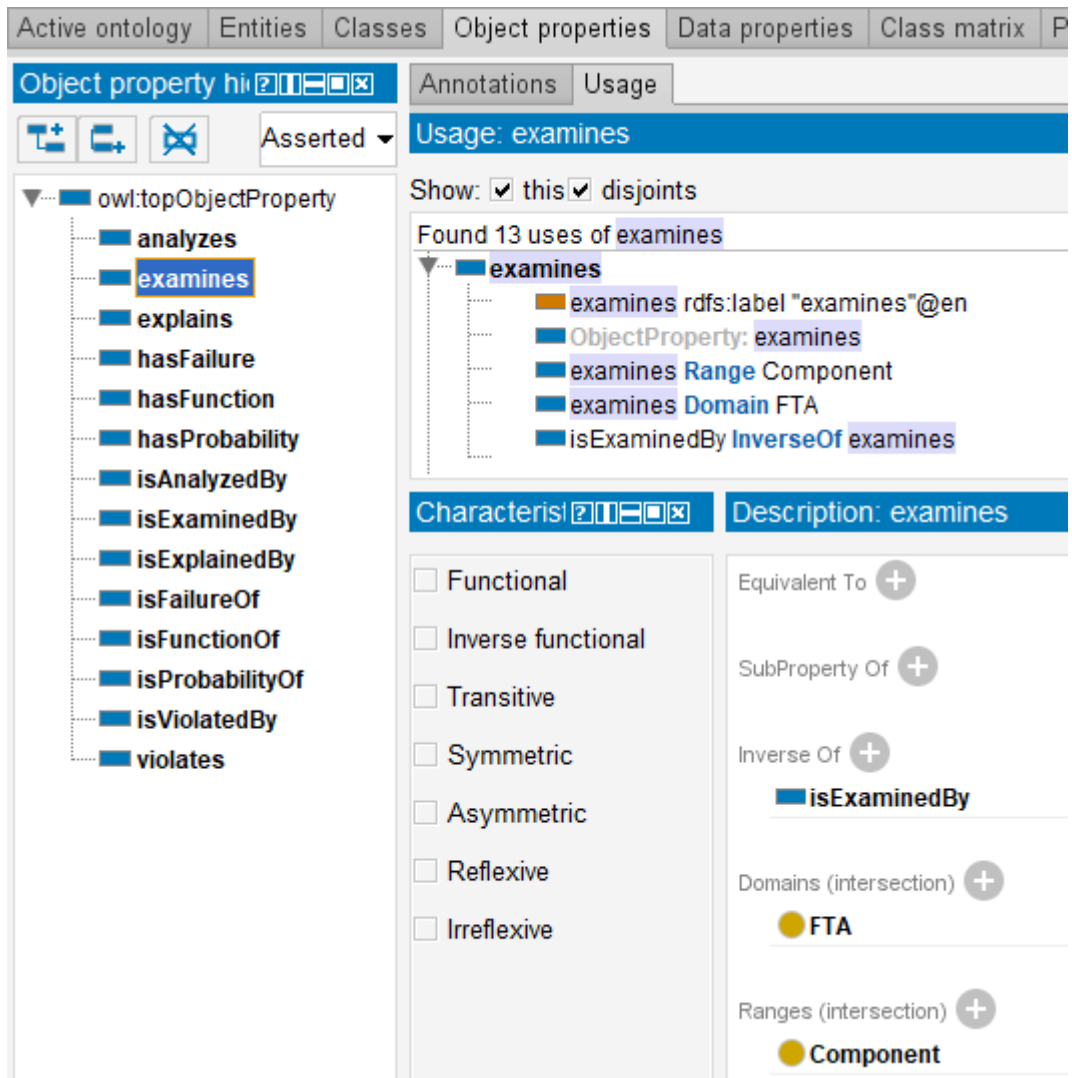 Active ontology Entities Classes Object properties Data properties Class matrix P
Object property hi
Asserted
owl:topObjectProperty
analyzes
examines
explains
hasFailure
hasFunction
hasProbability
isAnalyzedBy
isExaminedBy
isExplainedBy
isFailureOf
isFunctionOf
isProbabilityOf
isViolatedBy
violates
Annotations Usage
Usage: examines
Show: this disjoints
Found 13 uses of examines
examines
examines rdfs:label "examines"@en
ObjectProperty: examines
examines Range Component
examines Domain FTA
isExaminedBy InverseOf examines
Characterist
Functional
Inverse functional
Transitive
Symmetric
Asymmetric
Reflexive
Irreflexive
Description: examines
Equivalent To
SubProperty Of
Inverse Of
isExaminedBy
Domains (intersection)
FTA
Ranges (intersection)
Component